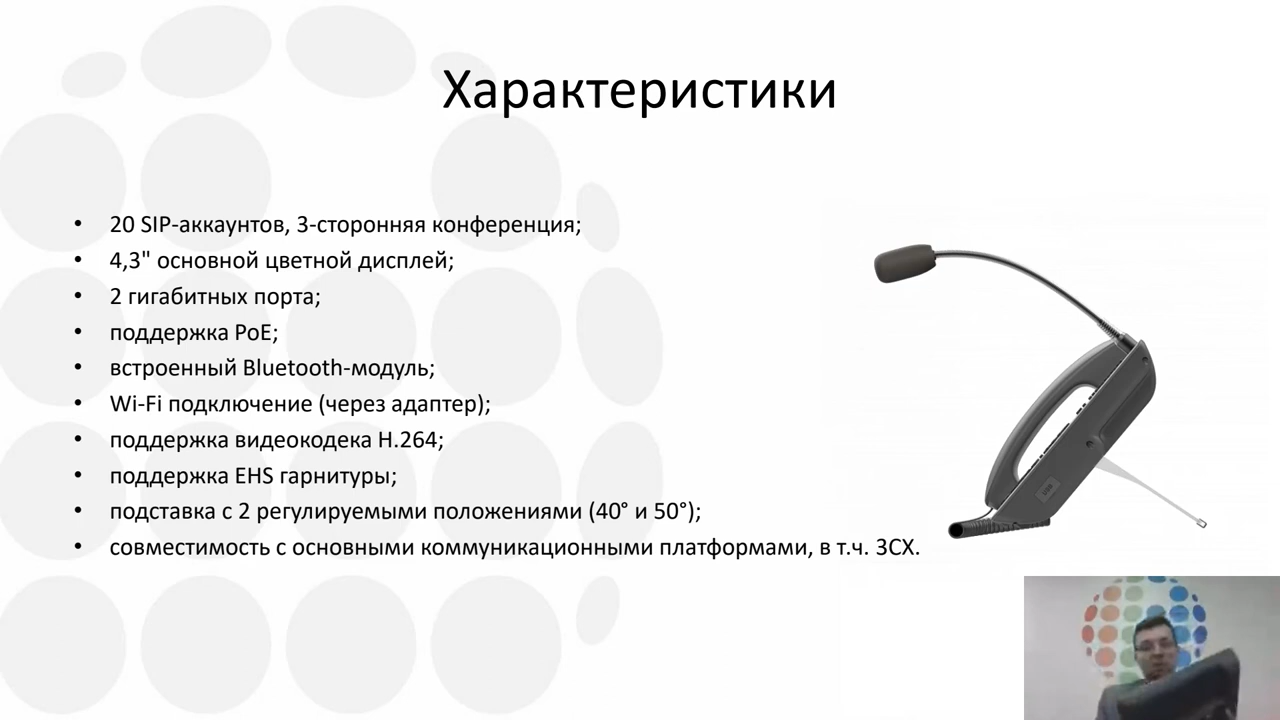 Характеристики
• 20 SIP-аккаунтов, 3-сторонняя конференция;
• 4,3" основной цветной дисплей;
• 2 гигабитных порта;
• поддержка PoE;
• встроенный Bluetooth-модуль;
• Wi-Fi подключение (через адаптер);
• поддержка видеокодека H.264;
• поддержка EHS гарнитуры;
• подставка с 2 регулируемыми положениями (40° и 50°);
• совместимость с основными коммуникационными платформами, в т.ч. 3CX.